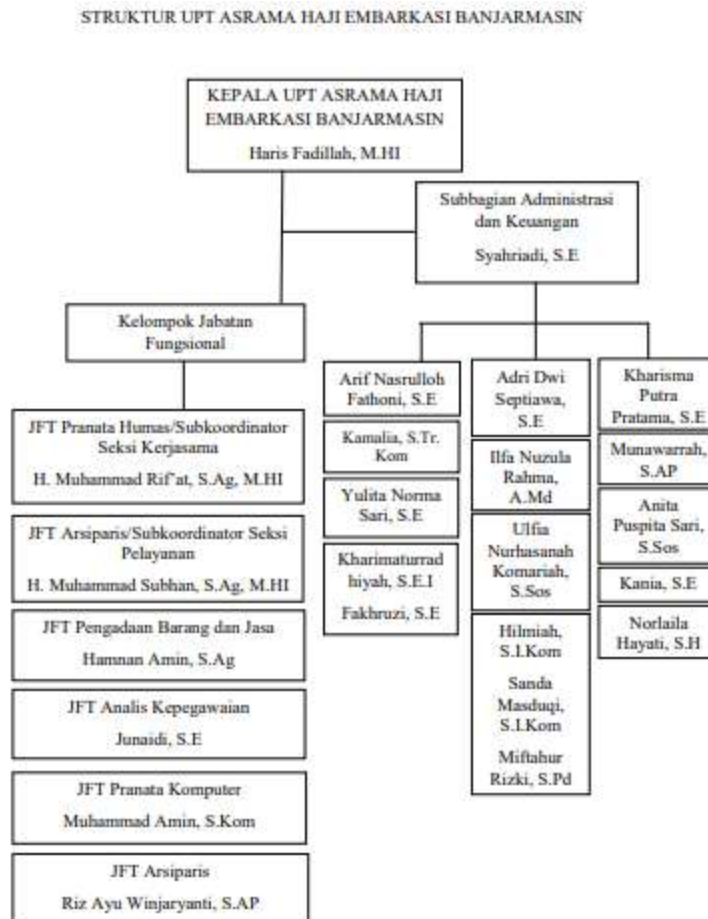 STRUKTUR UPT ASRAMA HAJI EMBARKASI BANJARMASIN
KEPALA UPT ASRAMA HAJI
EMBARKASI BANJARMASIN
Haris Fadillah, M.HI
Subbagian Administrasi
dan Keuangan
Syahriadi, S.E
Kelompok Jabatan
Fungsional
JFT Pranata Humas/Subkoordinator
Seksi Kerjasama
H. Muhammad Rif'at, S.Ag, M.HI
JFT Arsiparis/Subkoordinator Seksi
Pelayanan
H. Muhammad Subhan, S.Ag, M.HI
JFT Pengadaan Barang dan Jasa
Hamnan Amin, S.Ag
JFT Analis Kepegawaian
Junaidi, S.E
JFT Pranata Komputer
Muhammad Amin, S.Kom
JFT Arsiparis
Riz Ayu Winjaryanti, S.AP
Arif Nasrulloh
Fathoni, S.E
Kamalia, S.Tr.
Kom
Yulita Norma
Sari, S.E
Kharimaturrad
hiyah, S.E.I
Fakhruzi, S.E
Adri Dwi
Septiawa,
S.E
Ilfa Nuzula
Rahma,
A.Md
Ulfia
Nurhasanah
Komariah,
S.Sos
Hilmiah,
S.I.Kom
Sanda
Masduqi,
S.I.Kom
Miftahur
Rizki, S.Pd
Kharisma
Putra
Pratama, S.E
Munawarrah,
S.AP
Anita
Puspita Sari,
S.Sos
Kania, S.E
Norlaila
Hayati, S.H